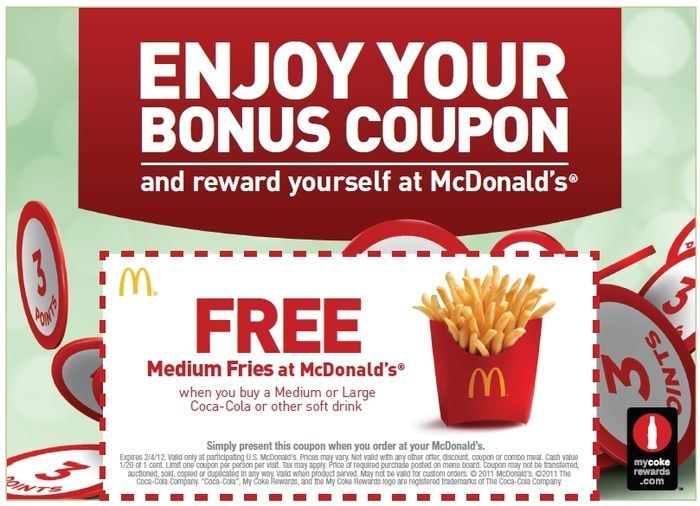 ENJOY YOUR
BONUS COUPON
and reward yourself at McDonald's®
3
POINTS
FREE
Medium Fries at McDonald's®
when you buy a Medium or Large
Coca-Cola or other soft drink
Simply present this coupon when you order at your McDonald's.
Expires 2/4/12. Valid only at participating U.S. McDonald's. Prices may vary. Not valid with any other offer, discount, coupon or combo meal. Cash value
1/20 of 1 cent. Limit one coupon per person per visit. Tax may apply. Price of required purchase posted on menu board. Coupon may not be transferred,
auctioned, sold, copied or duplicated in any way. Valid when product served. May not be valid for custom orders. © 2011 McDonald's. ©2011 The
Coca-Cola Company. "Coca-Cola", My Coke Rewards, and the My Coke Rewards logo are registered trademarks of The Coca-Cola Company.
3
POINTS
3
POINTS
3
mycoke
rewards
.com